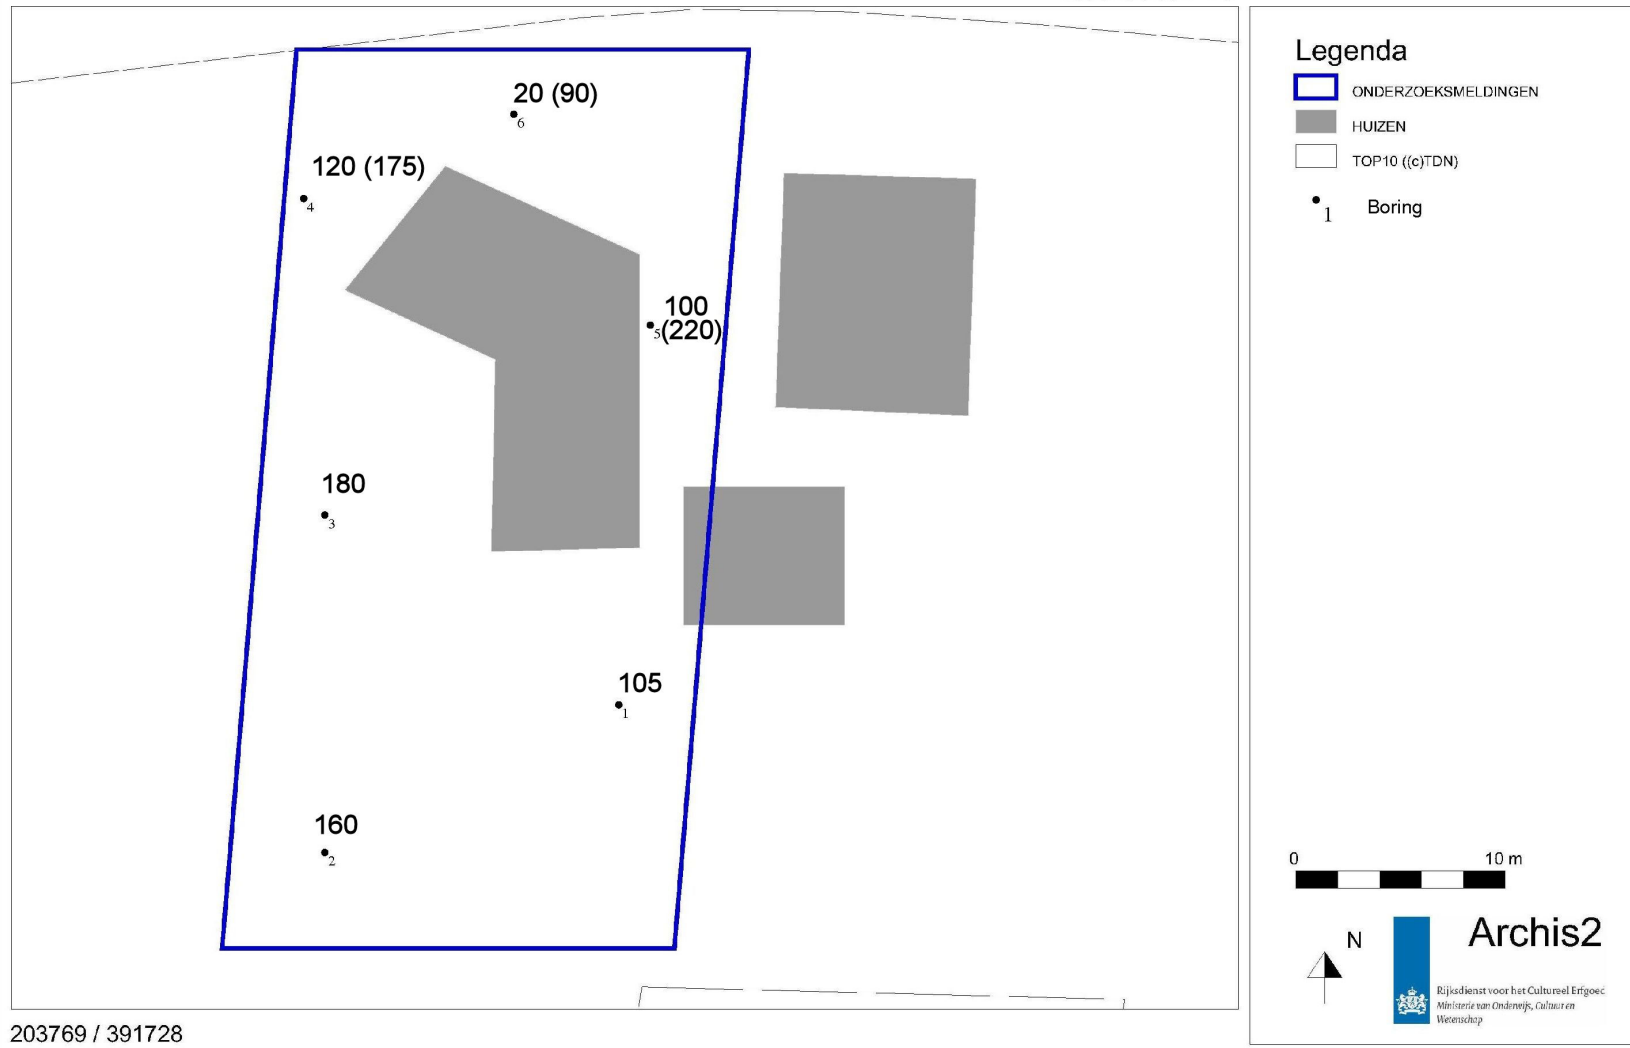 20 (90)
6
120 (175)
4
100
5 (220)
180
3
105
1
160
2
203769 / 391728
Legenda
ONDERZOEKSMELDINGEN
HUIZEN
TOP10 ((c)TDN)
1 Boring
0 10 m
N
Archis2
Rijksdienst voor het Cultureel Erfgoed
Ministerie van Onderwijs, Cultuur en
Wetenschap